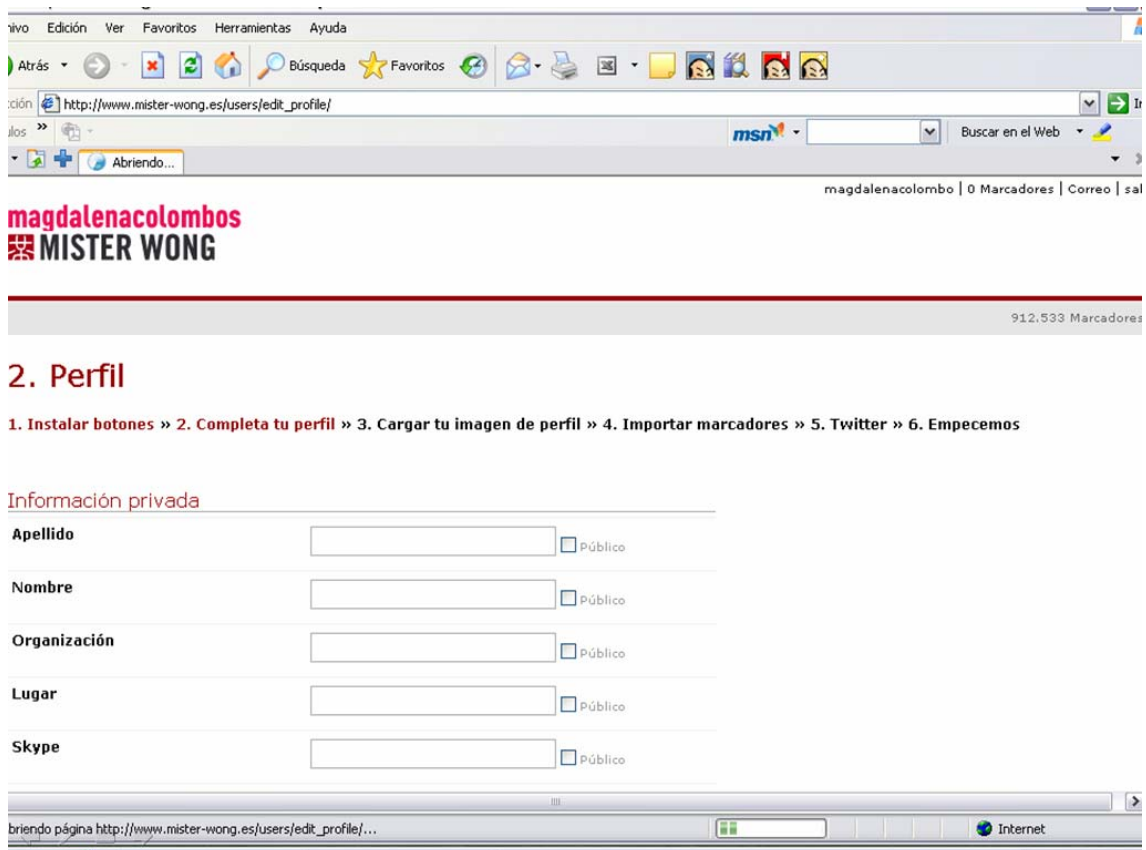 Edición Ver Favoritos Herramientas Ayuda
Atrás Búsqueda Favoritos
http://www.mister-wong.es/users/edit_profile/
msn Buscar en el Web
Abriendo...
magdalenacolombo | 0 Marcadores | Correo | sal
magdalenacolombos
MISTER WONG
912.533 Marcadores
2. Perfil
1. Instalar botones » 2. Completa tu perfil » 3. Cargar tu imagen de perfil » 4. Importar marcadores » 5. Twitter » 6. Empecemos
Información privada
Apellido Público
Nombre Público
Organización Público
Lugar Público
Skype Público
briendo página http://www.mister-wong.es/users/edit_profile/... Internet